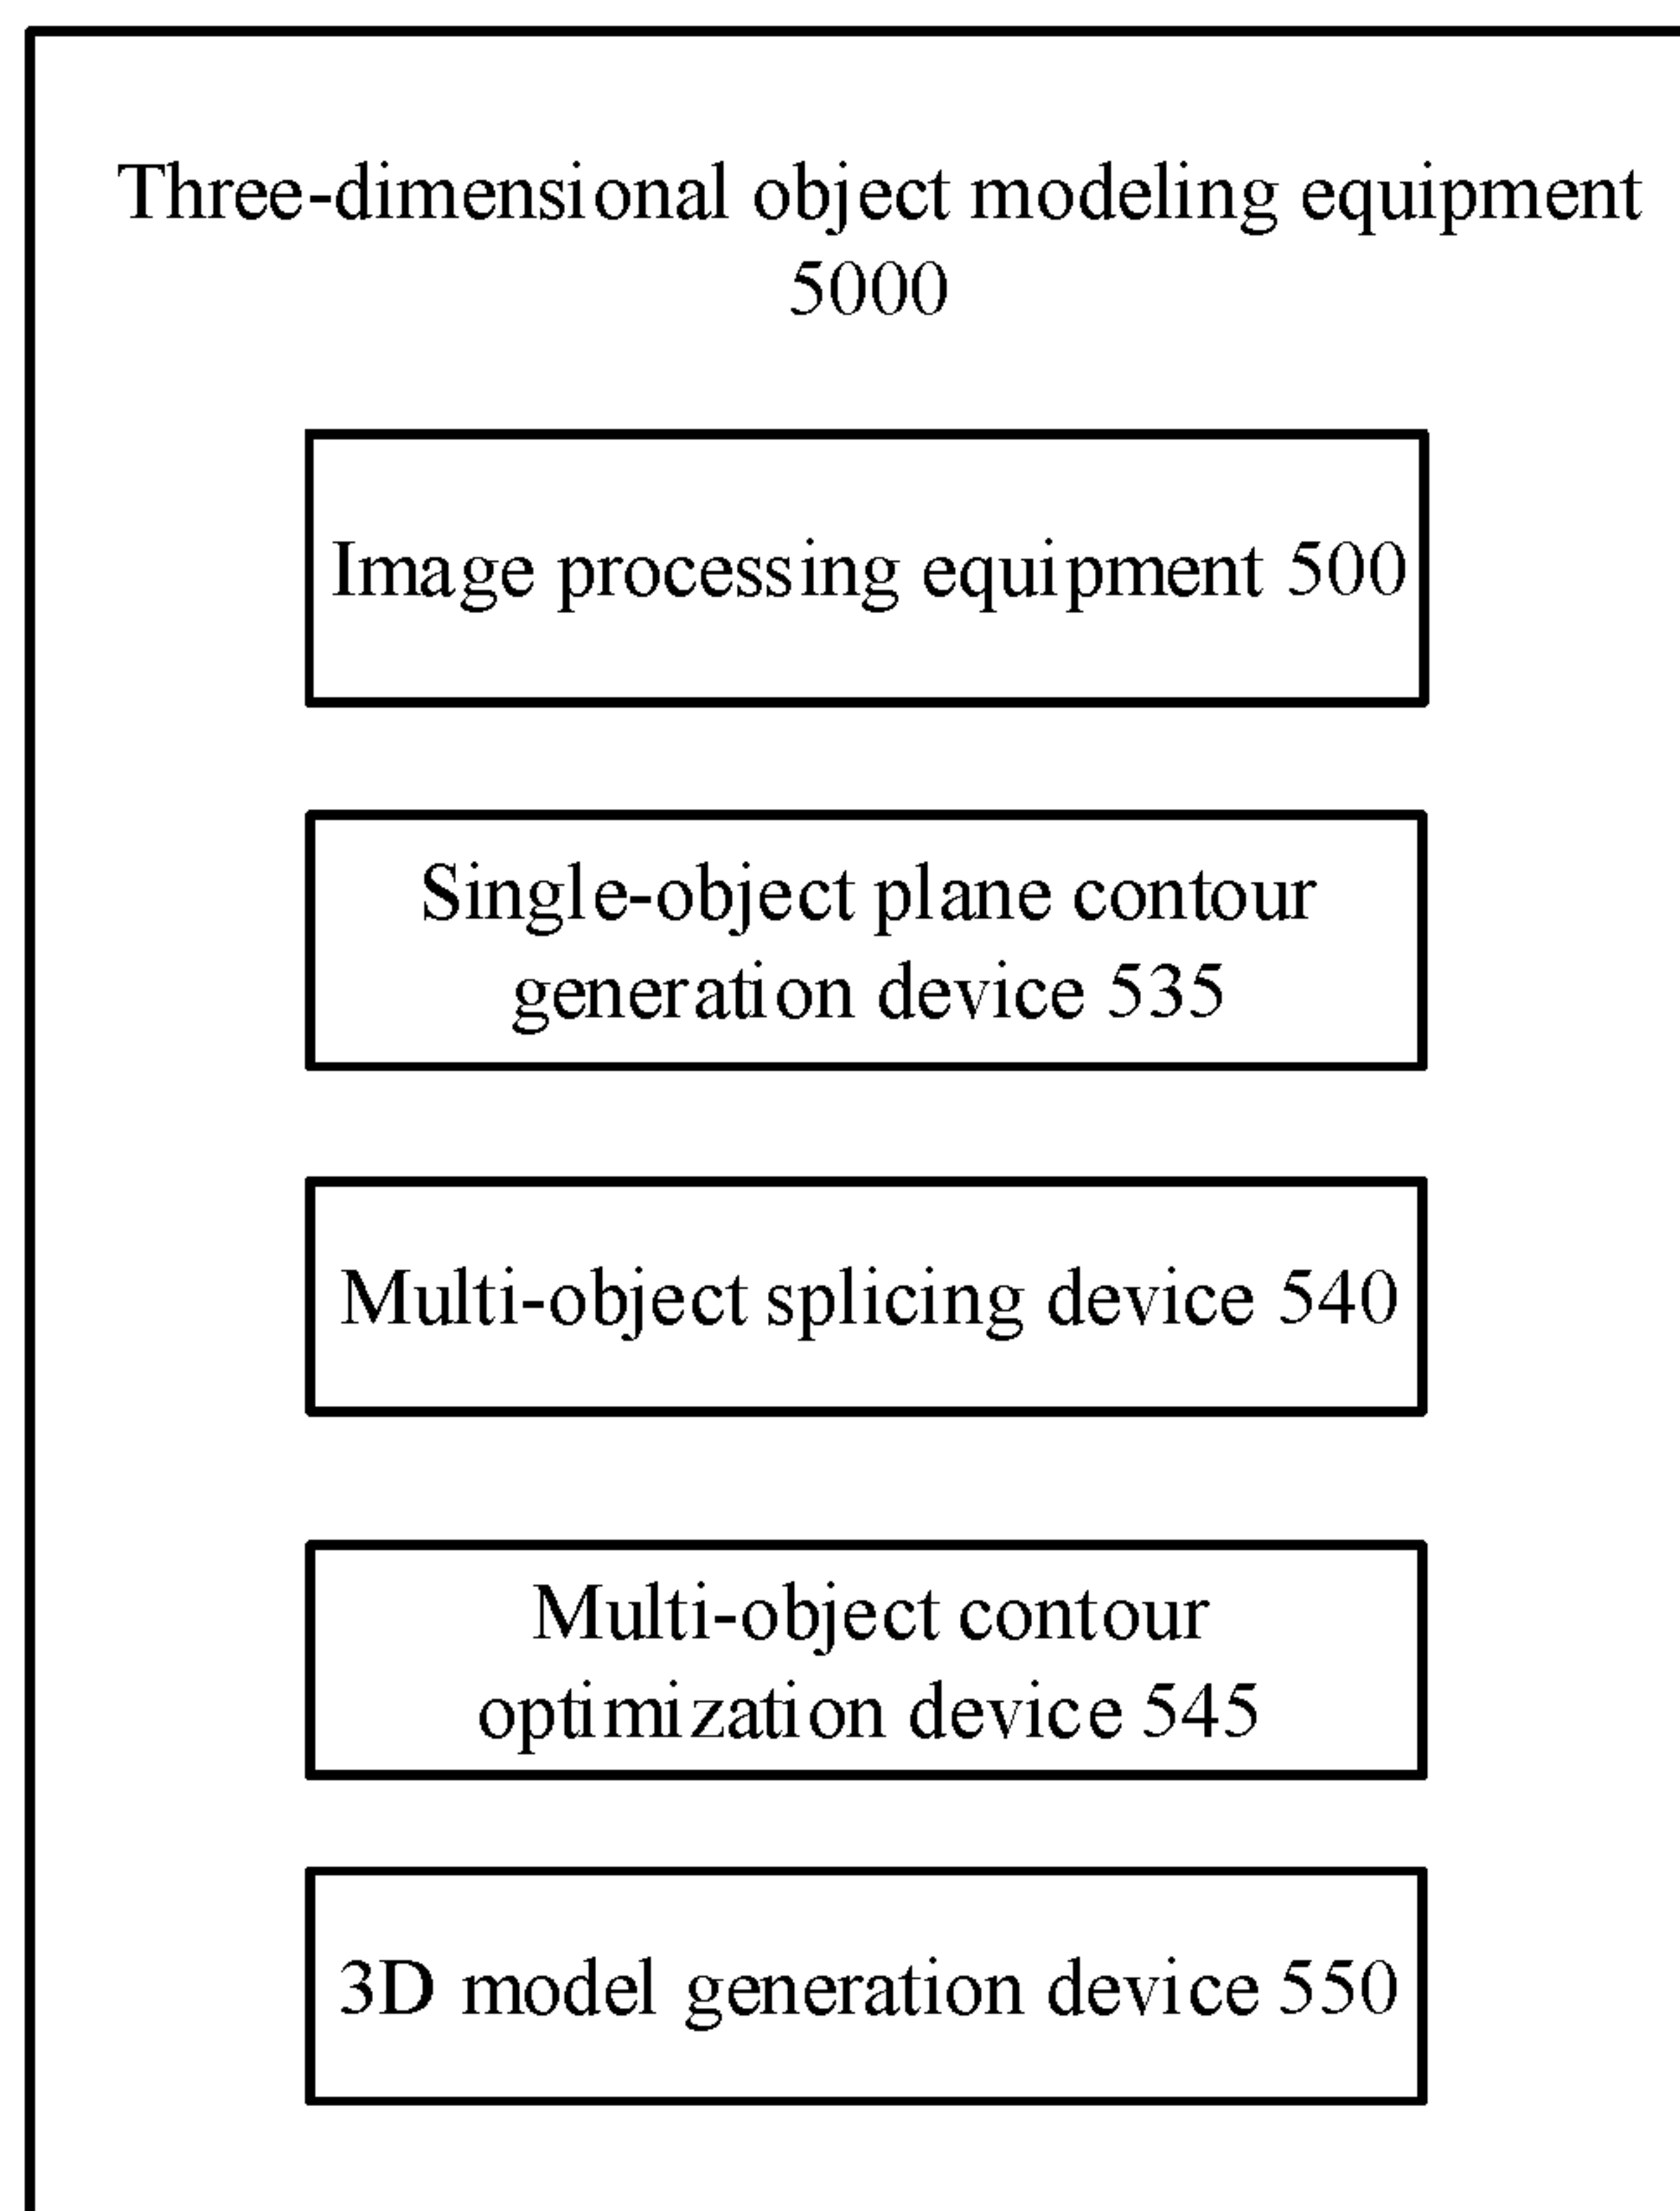 Three-dimensional object modeling equipment
5000
Image processing equipment 500
Single-object plane contour
generation device 535
Multi-object splicing device 540
Multi-object contour
optimization device 545
3D model generation device 550